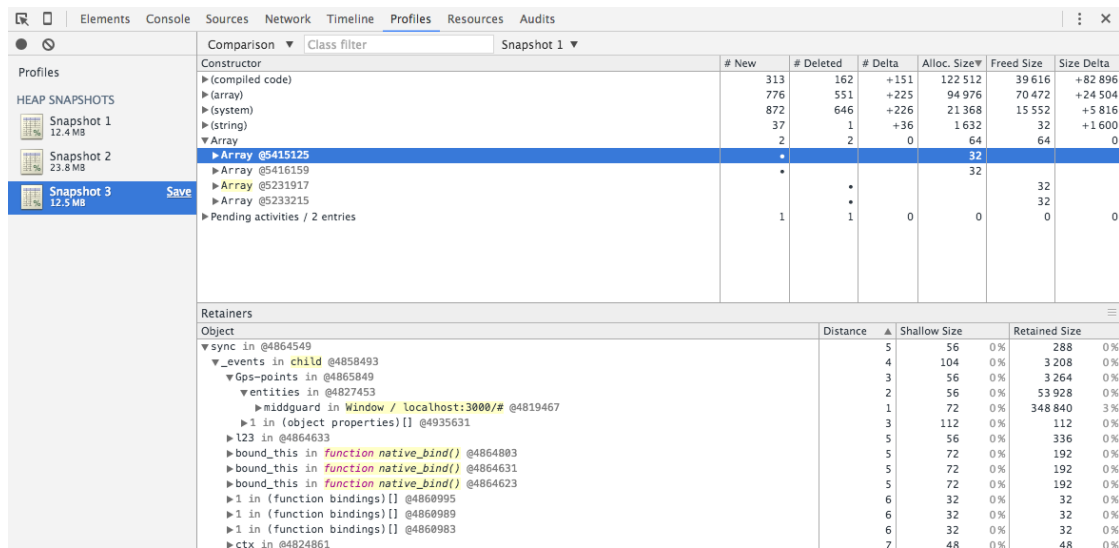 Elements Console Sources Network Timeline Profiles Resources Audits
Comparison ▼ Class filter Snapshot 1 ▼
Profiles
HEAP SNAPSHOTS
Snapshot 1
12.4 MB
Snapshot 2
23.8 MB
Snapshot 3 Save
12.5 MB
Constructor # New # Deleted # Delta Alloc. Size▼ Freed Size Size Delta
▶(compiled code) 313 162 +151 122 512 39 616 +82 896
▶(array) 776 551 +225 94 976 70 472 +24 504
▶(system) 872 646 +226 21 368 15 552 +5 816
▶(string) 37 1 +36 1 632 32 +1 600
▼Array 2 2 0 64 64 0
▶Array @5415125 • 32
▶Array @5416159 • 32
▶Array @5231917 • 32
▶Array @5233215 • 32
▶Pending activities / 2 entries 1 1 0 0 0 0
Retainers
Object Distance ▲ Shallow Size Retained Size
▼sync in @4864549 5 56 0 % 288 0 %
▼_events in child @4858493 4 104 0 % 3 208 0 %
▼Gps-points in @4865849 3 56 0 % 3 264 0 %
▼entities in @4827453 2 56 0 % 53 928 0 %
▶middguard in Window / localhost:3000/# @4819467 1 72 0 % 348 840 3 %
▶1 in (object properties)[] @4935631 3 112 0 % 112 0 %
▶l23 in @4864633 5 56 0 % 336 0 %
▶bound_this in function native_bind() @4864803 5 72 0 % 192 0 %
▶bound_this in function native_bind() @4864631 5 72 0 % 192 0 %
▶bound_this in function native_bind() @4864623 5 72 0 % 192 0 %
▶1 in (function bindings)[] @4860995 6 32 0 % 32 0 %
▶1 in (function bindings)[] @4860989 6 32 0 % 32 0 %
▶1 in (function bindings)[] @4860983 6 32 0 % 32 0 %
▶ctx in @4824861 7 48 0 % 48 0 %